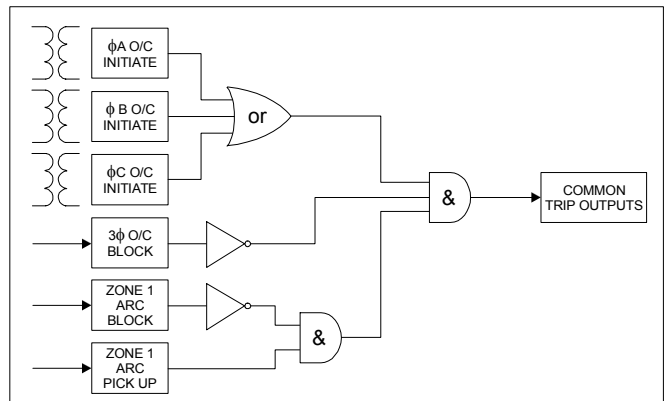 ϕA O/C
INITIATE
ϕ B O/C
INITIATE
ϕC O/C
INITIATE
or
3ϕ O/C
BLOCK
ZONE 1
ARC
BLOCK
ZONE 1
ARC
PICK UP
&
&
COMMON
TRIP OUTPUTS